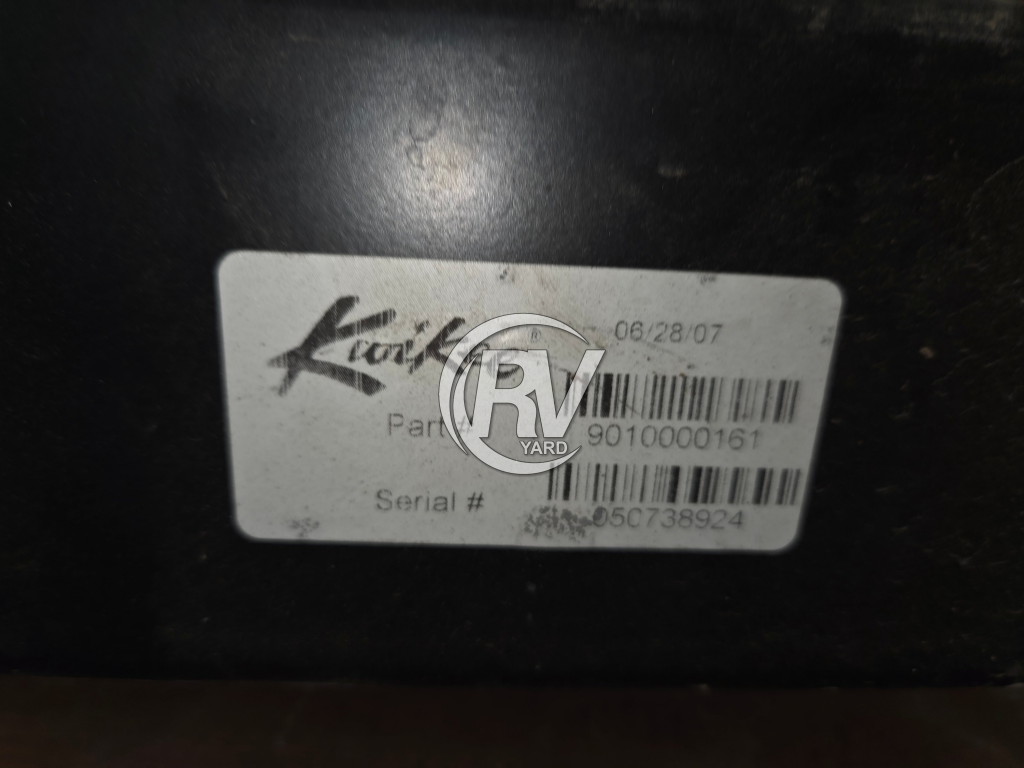 Kwikee ®
06/28/07
RV
YARD
Part #
9010000161
Serial #
050738924